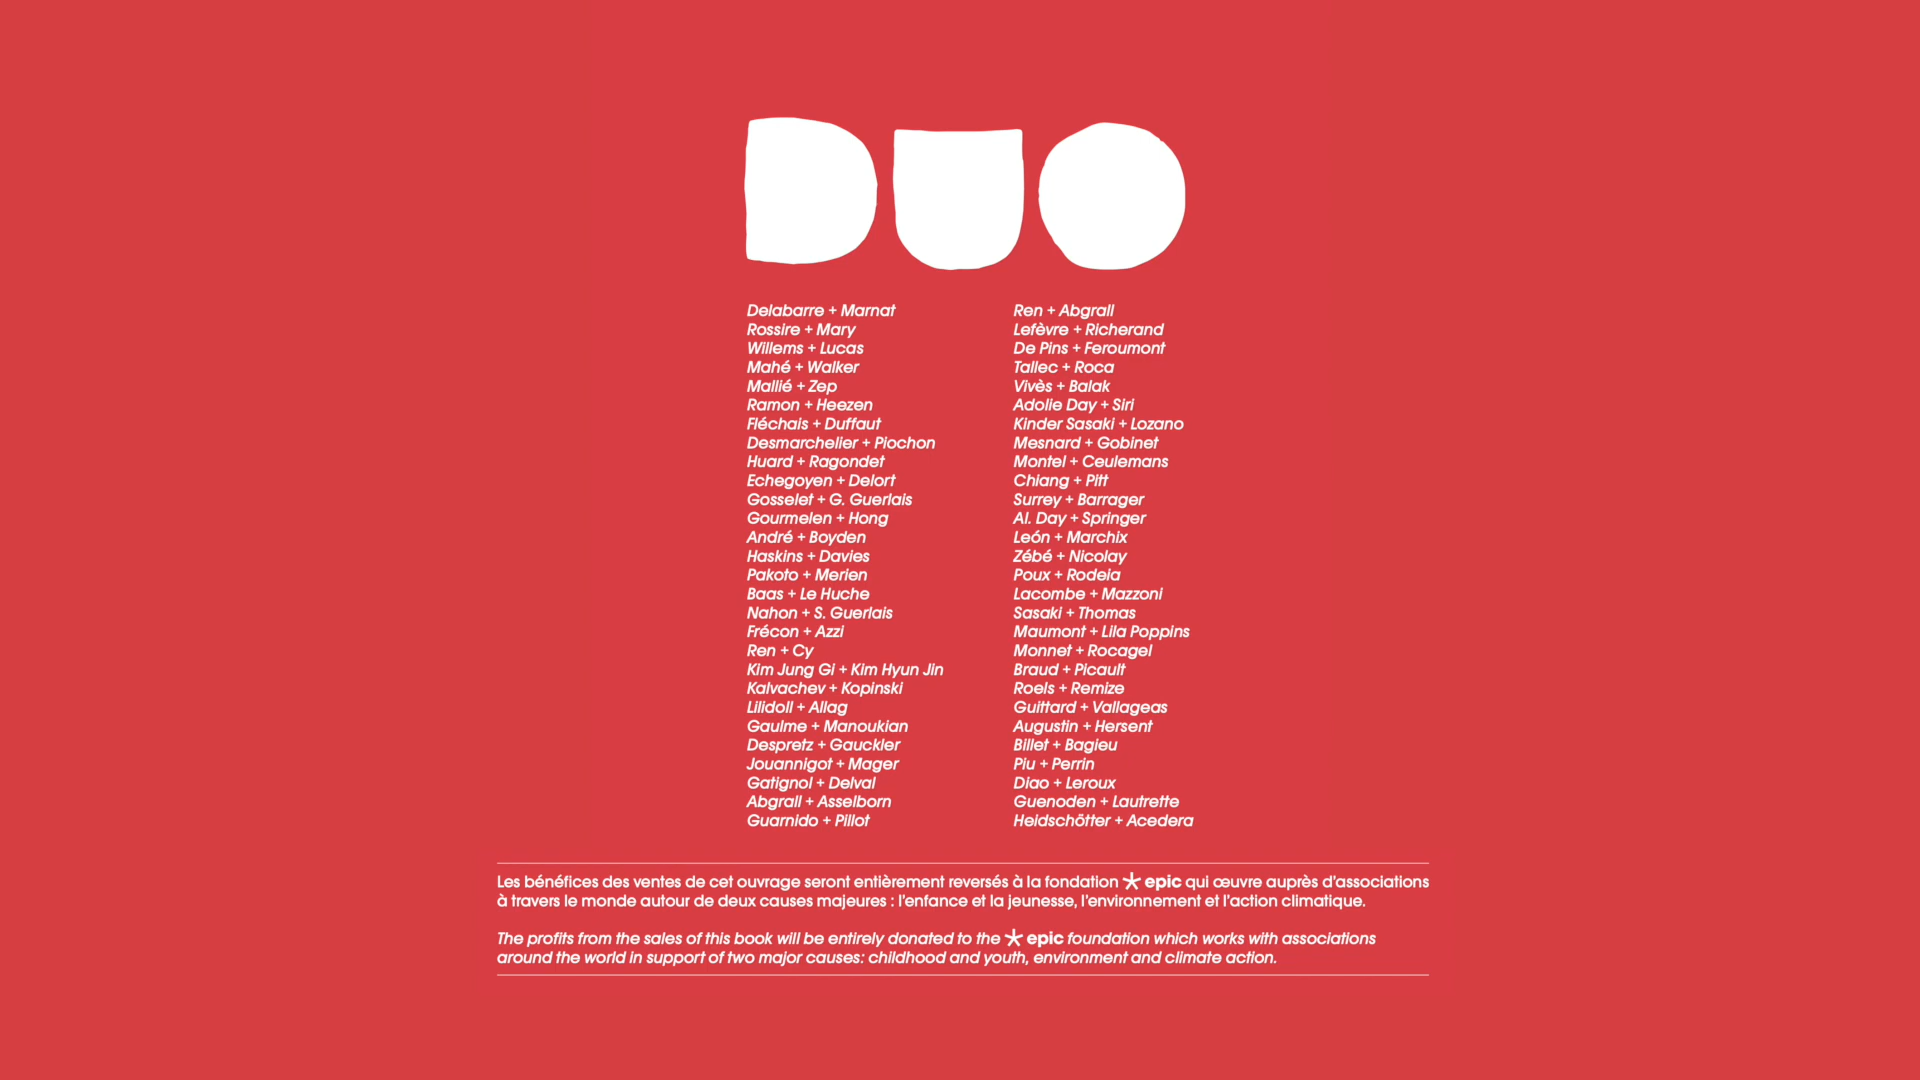 DUO
Delabarre + Marnat
Rossire + Mary
Willems + Lucas
Mahé + Walker
Mallié + Zep
Ramon + Heezen
Fléchais + Duffaut
Desmarchelier + Piochon
Huard + Ragondet
Echegoyen + Delort
Gosselet + G. Guerlais
Gourmelen + Hong
André + Boyden
Haskins + Davies
Pakoto + Merien
Baas + Le Huche
Nahon + S. Guerlais
Frécon + Azzi
Ren + Cy
Kim Jung Gi + Kim Hyun Jin
Kalvachev + Kopinski
Lilidoll + Allag
Gaulme + Manoukian
Despretz + Gauckler
Jouannigot + Mager
Gatignol + Delval
Abgrall + Asselborn
Guarnido + Pillot
Ren + Abgrall
Lefèvre + Richerand
De Pins + Feroumont
Tallec + Roca
Vivès + Balak
Adolie Day + Siri
Kinder Sasaki + Lozano
Mesnard + Gobinet
Montel + Ceulemans
Chiang + Pitt
Surrey + Barrager
Al. Day + Springer
León + Marchix
Zébé + Nicolay
Poux + Rodeia
Lacombe + Mazzoni
Sasaki + Thomas
Maumont + Lila Poppins
Monnet + Rocagel
Braud + Picault
Roels + Remize
Guittard + Vallageas
Augustin + Hersent
Billet + Bagieu
Piu + Perrin
Diao + Leroux
Guenoden + Lautrette
Heldschötter + Acedera
Les bénéfices des ventes de cet ouvrage seront entièrement reversés à la fondation epic qui œuvre auprès d'associations
à travers le monde autour de deux causes majeures : l'enfance et la jeunesse, l'environnement et l'action climatique.
The profits from the sales of this book will be entirely donated to the epic foundation which works with associations
around the world in support of two major causes: childhood and youth, environment and climate action.